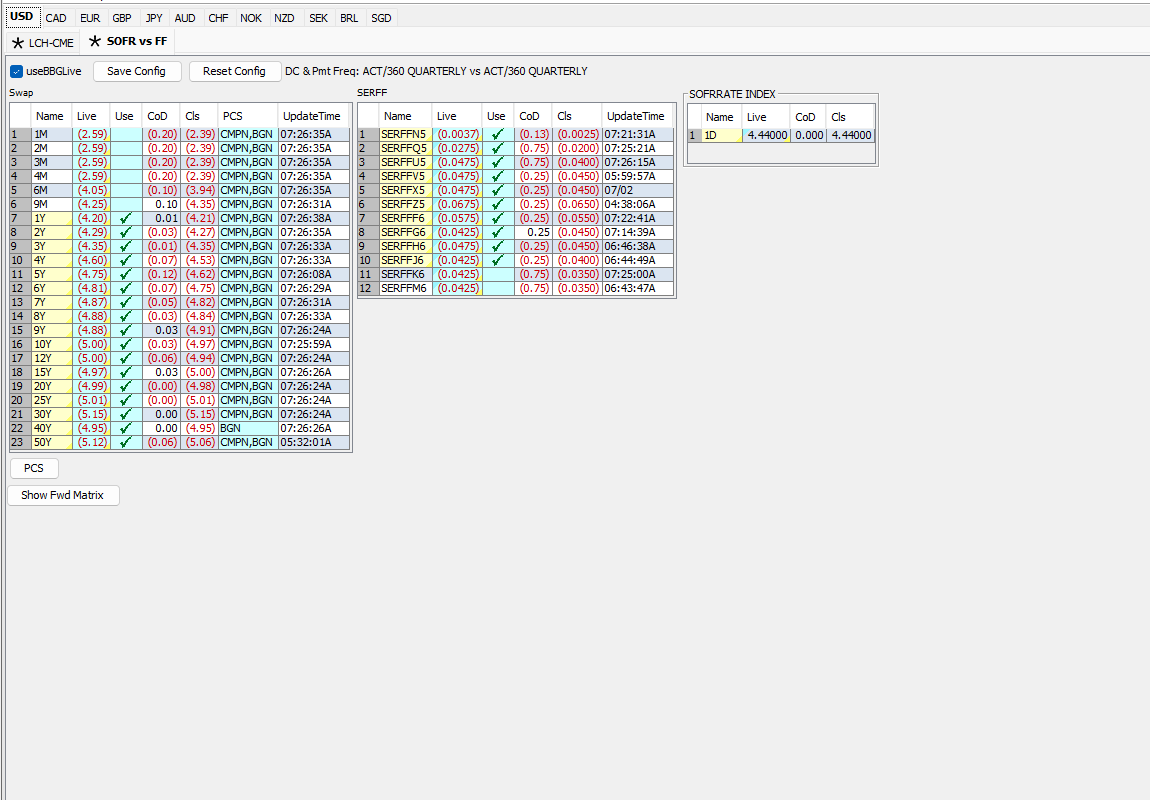 USD CAD EUR GBP JPY AUD CHF NOK NZD SEK BRL SGD
LCH-CME SOFR vs FF
useBBGLive Save Config Reset Config DC & Pmt Freq: ACT/360 QUARTERLY vs ACT/360 QUARTERLY
Swap
Name Live Use CoD Cls PCS UpdateTime
1 1M (2.59) (0.20) (2.39) CMPN,BGN 07:26:35A
2 2M (2.59) (0.20) (2.39) CMPN,BGN 07:26:35A
3 3M (2.59) (0.20) (2.39) CMPN,BGN 07:26:35A
4 4M (2.59) (0.20) (2.39) CMPN,BGN 07:26:35A
5 6M (4.05) (0.10) (3.94) CMPN,BGN 07:26:35A
6 9M (4.25) 0.10 (4.35) CMPN,BGN 07:26:31A
7 1Y (4.20) ✓ 0.01 (4.21) CMPN,BGN 07:26:38A
8 2Y (4.29) ✓ (0.03) (4.27) CMPN,BGN 07:26:35A
9 3Y (4.35) ✓ (0.01) (4.35) CMPN,BGN 07:26:33A
10 4Y (4.60) ✓ (0.07) (4.53) CMPN,BGN 07:26:33A
11 5Y (4.75) ✓ (0.12) (4.62) CMPN,BGN 07:26:08A
12 6Y (4.81) ✓ (0.07) (4.75) CMPN,BGN 07:26:29A
13 7Y (4.87) ✓ (0.05) (4.82) CMPN,BGN 07:26:31A
14 8Y (4.88) ✓ (0.03) (4.84) CMPN,BGN 07:26:33A
15 9Y (4.88) ✓ 0.03 (4.91) CMPN,BGN 07:26:24A
16 10Y (5.00) ✓ (0.03) (4.97) CMPN,BGN 07:25:59A
17 12Y (5.00) ✓ (0.06) (4.94) CMPN,BGN 07:26:24A
18 15Y (4.97) ✓ 0.03 (5.00) CMPN,BGN 07:26:26A
19 20Y (4.99) ✓ (0.00) (4.98) CMPN,BGN 07:26:24A
20 25Y (5.01) ✓ (0.00) (5.01) CMPN,BGN 07:26:24A
21 30Y (5.15) ✓ 0.00 (5.15) CMPN,BGN 07:26:24A
22 40Y (4.95) ✓ 0.00 (4.95) BGN 07:26:26A
23 50Y (5.12) ✓ (0.06) (5.06) CMPN,BGN 05:32:01A
PCS
Show Fwd Matrix
SERFF
Name Live Use CoD Cls UpdateTime
1 SERFFN5 (0.0037) ✓ (0.13) (0.0025) 07:21:31A
2 SERFFQ5 (0.0275) ✓ (0.75) (0.0200) 07:25:21A
3 SERFFU5 (0.0475) ✓ (0.75) (0.0400) 07:26:15A
4 SERFFV5 (0.0475) ✓ (0.25) (0.0450) 05:59:57A
5 SERFFX5 (0.0475) ✓ (0.25) (0.0450) 07/02
6 SERFFZ5 (0.0675) ✓ (0.25) (0.0650) 04:38:06A
7 SERFFF6 (0.0575) ✓ (0.25) (0.0550) 07:22:41A
8 SERFFG6 (0.0425) ✓ 0.25 (0.0450) 07:14:39A
9 SERFFH6 (0.0475) ✓ (0.25) (0.0450) 06:46:38A
10 SERFFJ6 (0.0425) ✓ (0.25) (0.0400) 06:44:49A
11 SERFFK6 (0.0425) (0.75) (0.0350) 07:25:00A
12 SERFFM6 (0.0425) (0.75) (0.0350) 06:43:47A
SOFRRATE INDEX
Name Live CoD Cls
1 1D 4.44000 0.000 4.44000